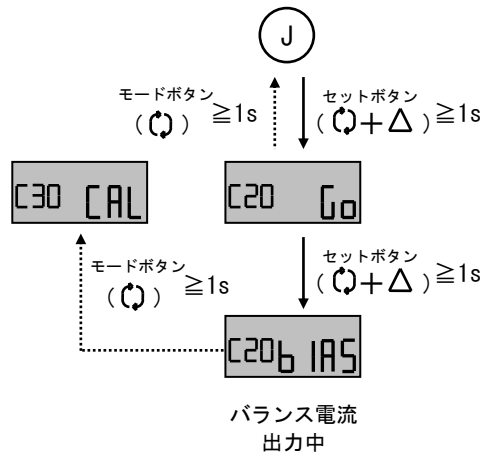 J
モードボタン
(🗘) ≧1s
セットボタン
(🗘+△) ≧1s
C30 CAL
C20 Go
モードボタン
(🗘) ≧1s
セットボタン
(🗘+△) ≧1s
C20 bIAS
バランス電流
出力中